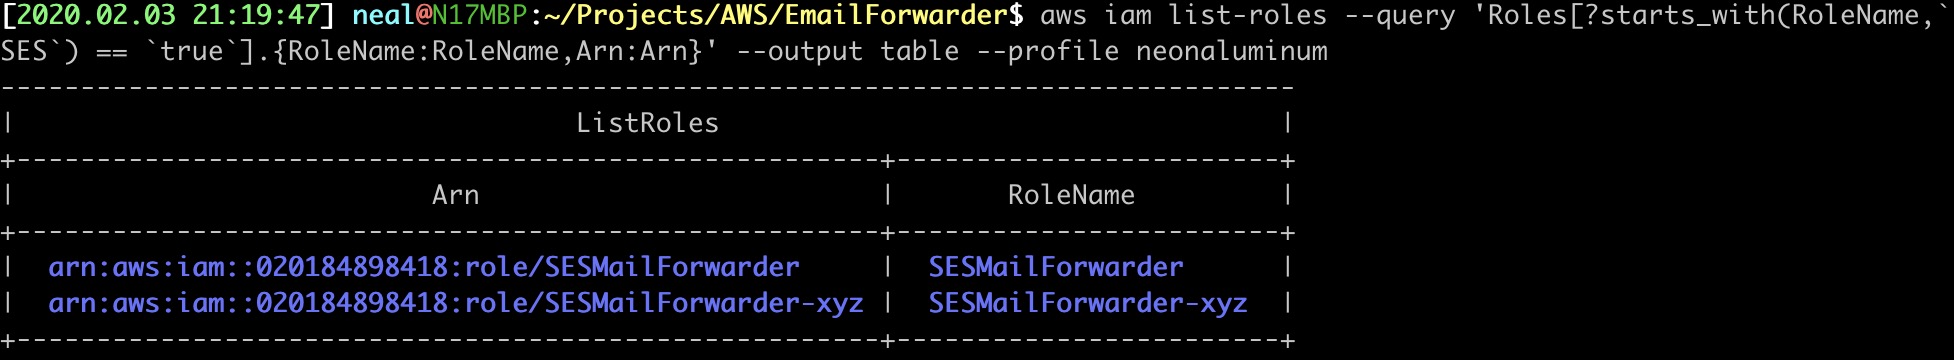 [2020.02.03 21:19:47] neal@N17MBP:~/Projects/AWS/EmailForwarder$ aws iam list-roles --query 'Roles[?starts_with(RoleName,`
SES`) == `true`].{RoleName:RoleName,Arn:Arn}' --output table --profile neonaluminum
---------------------------------------------------------------------------------
|                                   ListRoles                                   |
+------------------------------------------------------+------------------------+
|                          Arn                         |       RoleName         |
+------------------------------------------------------+------------------------+
|  arn:aws:iam::020184898418:role/SESMailForwarder     |  SESMailForwarder      |
|  arn:aws:iam::020184898418:role/SESMailForwarder-xyz |  SESMailForwarder-xyz  |
+------------------------------------------------------+------------------------+